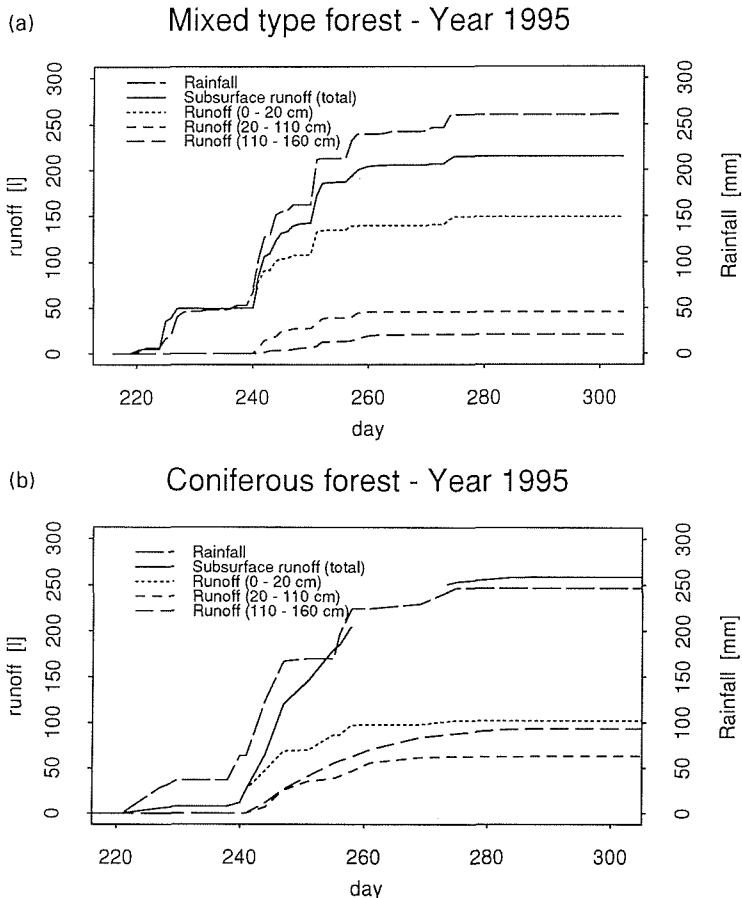 (a)
Mixed type forest - Year 1995
Rainfall
Subsurface runoff (total)
Runoff (0 - 20 cm)
Runoff (20 - 110 cm)
Runoff (110 - 160 cm)
runoff [l]
0 50 100 150 200 250 300
Rainfall [mm]
0 50 100 150 200 250 300
220 240 260 280 300
day
(b)
Coniferous forest - Year 1995
Rainfall
Subsurface runoff (total)
Runoff (0 - 20 cm)
Runoff (20 - 110 cm)
Runoff (110 - 160 cm)
runoff [l]
0 50 100 150 200 250 300
Rainfall [mm]
0 50 100 150 200 250 300
220 240 260 280 300
day